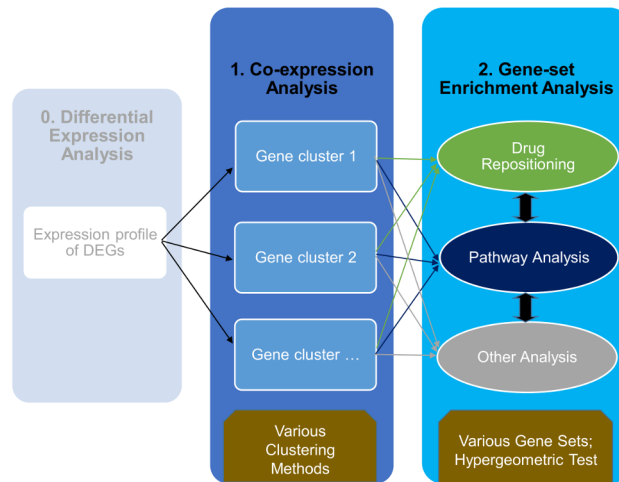 0. Differential
Expression
Analysis
Expression profile
of DEGs
1. Co-expression
Analysis
Gene cluster 1
Gene cluster 2
Gene cluster …
Various
Clustering
Methods
2. Gene-set
Enrichment Analysis
Drug
Repositioning
Pathway Analysis
Other Analysis
Various Gene Sets;
Hypergeometric Test